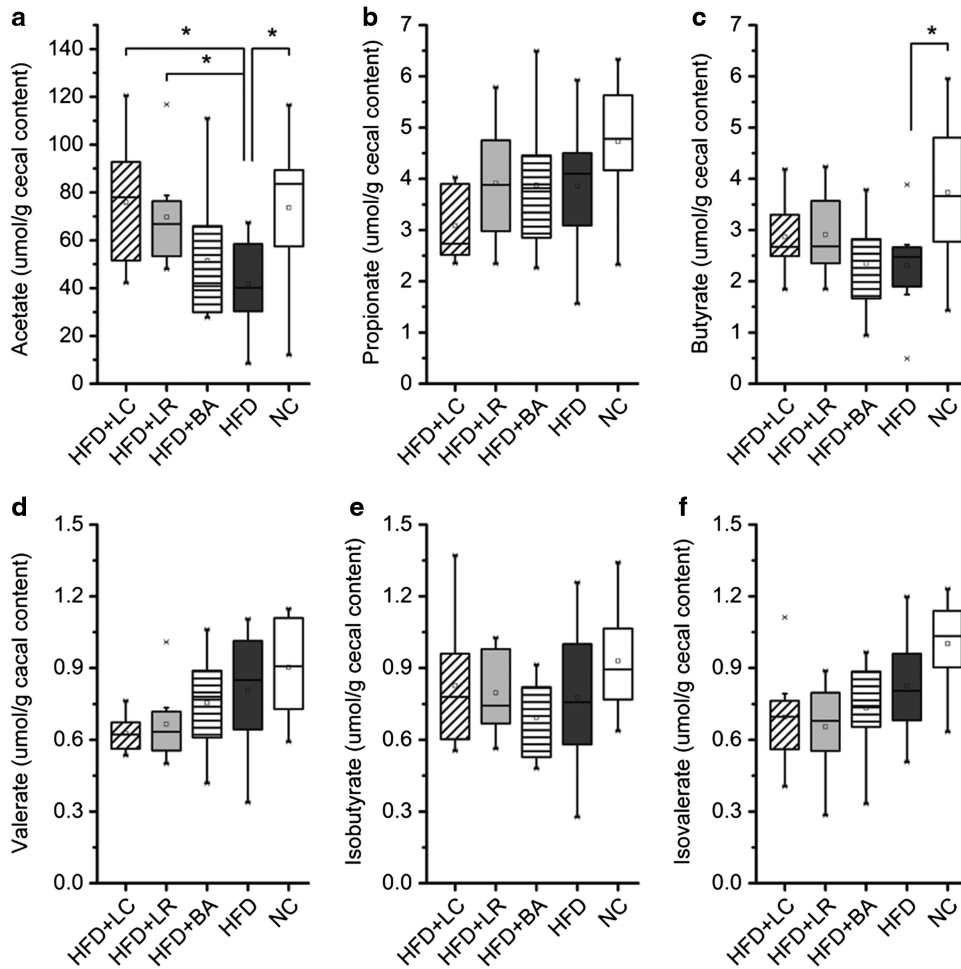 a
Acetate (umol/g cecal content)
140
120
100
80
60
40
20
0
* * *
HFD+LC HFD+LR HFD+BA HFD NC
b
Propionate (umol/g cecal content)
7
6
5
4
3
2
1
0
HFD+LC HFD+LR HFD+BA HFD NC
c
Butyrate (umol/g cecal content)
7
6
5
4
3
2
1
0
*
HFD+LC HFD+LR HFD+BA HFD NC
d
Valerate (umol/g cacal content)
1.5
1.2
0.9
0.6
0.3
0.0
HFD+LC HFD+LR HFD+BA HFD NC
e
Isobutyrate (umol/g cecal content)
1.5
1.2
0.9
0.6
0.3
0.0
HFD+LC HFD+LR HFD+BA HFD NC
f
Isovalerate (umol/g cecal content)
1.5
1.2
0.9
0.6
0.3
0.0
HFD+LC HFD+LR HFD+BA HFD NC